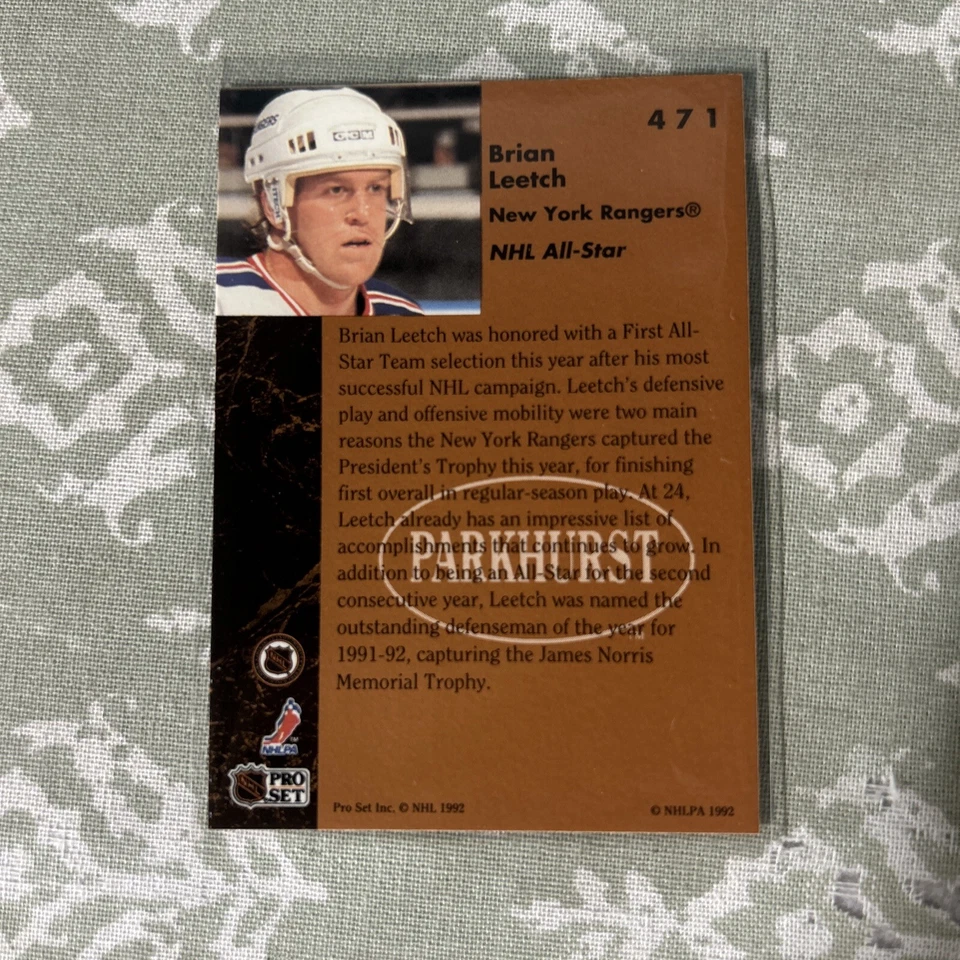 471
Brian
Leetch
New York Rangers®
NHL All-Star
CCM
Brian Leetch was honored with a First All-
Star Team selection this year after his most
successful NHL campaign. Leetch's defensive
play and offensive mobility were two main
reasons the New York Rangers captured the
President's Trophy this year, for finishing
first overall in regular-season play. At 24,
Leetch already has an impressive list of
accomplishments that continues to grow. In
addition to being an All-Star for the second
consecutive year, Leetch was named the
outstanding defenseman of the year for
1991-92, capturing the James Norris
Memorial Trophy.
PARKHURST
NHLPA
PRO
SET
Pro Set Inc. © NHL 1992
© NHLPA 1992